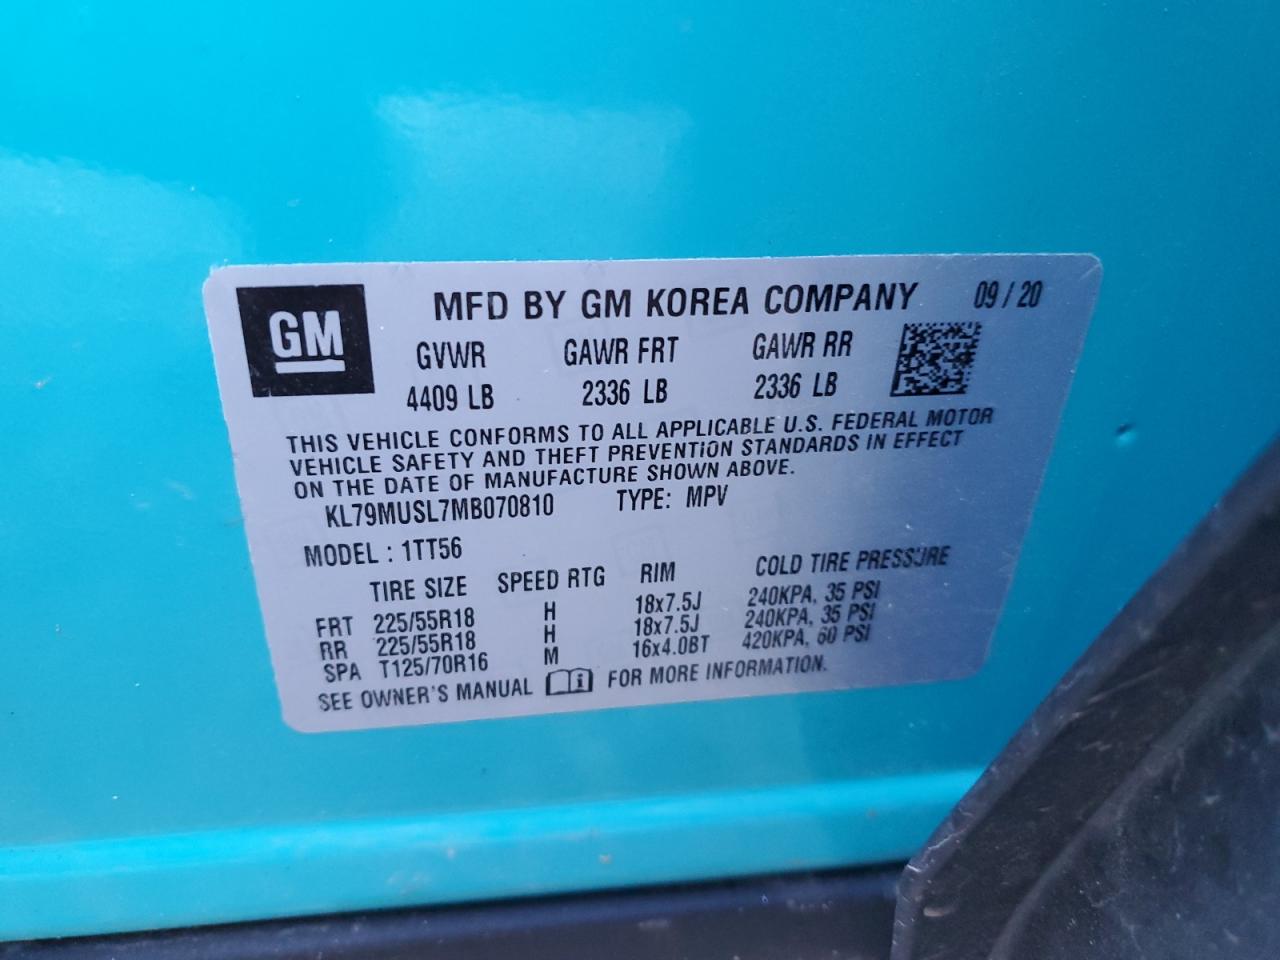 GM
MFD BY GM KOREA COMPANY 09/20
GVWR GAWR FRT GAWR RR
4409 LB 2336 LB 2336 LB
THIS VEHICLE CONFORMS TO ALL APPLICABLE U.S. FEDERAL MOTOR
VEHICLE SAFETY AND THEFT PREVENTION STANDARDS IN EFFECT
ON THE DATE OF MANUFACTURE SHOWN ABOVE.
KL79MUSL7MB070810 TYPE: MPV
MODEL : 1TT56
TIRE SIZE SPEED RTG RIM COLD TIRE PRESSURE
FRT 225/55R18 H 18x7.5J 240KPA, 35 PSI
RR 225/55R18 H 18x7.5J 240KPA, 35 PSI
SPA T125/70R16 M 16x4.0BT 420KPA, 60 PSI
SEE OWNER'S MANUAL i FOR MORE INFORMATION.